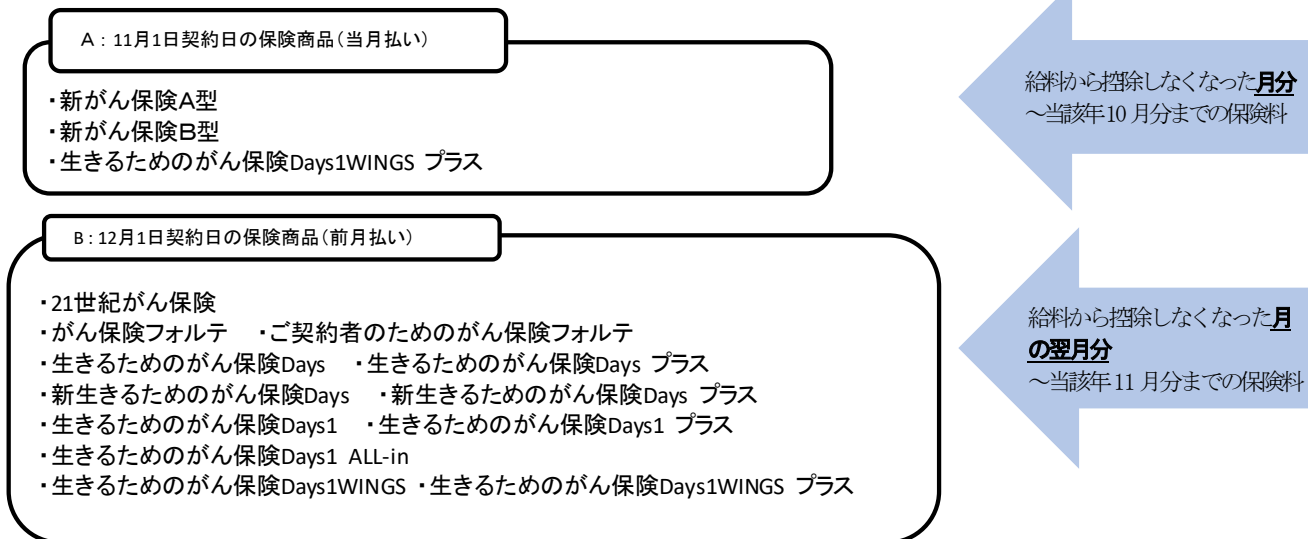 A：11月1日契約日の保険商品（当月払い）
・新がん保険A型
・新がん保険B型
・生きるためのがん保険Days1WINGS プラス
給料から控除しなくなった月分
～当該年10 月分までの保険料
B：12月1日契約日の保険商品（前月払い）
・21世紀がん保険
・がん保険フォルテ　・ご契約者のためのがん保険フォルテ
・生きるためのがん保険Days　・生きるためのがん保険Days プラス
・新生きるためのがん保険Days　・新生きるためのがん保険Days プラス
・生きるためのがん保険Days1　・生きるためのがん保険Days1 プラス
・生きるためのがん保険Days1 ALL-in
・生きるためのがん保険Days1WINGS ・生きるためのがん保険Days1WINGS プラス
給料から控除しなくなった月
の翌月分
～当該年11 月分までの保険料